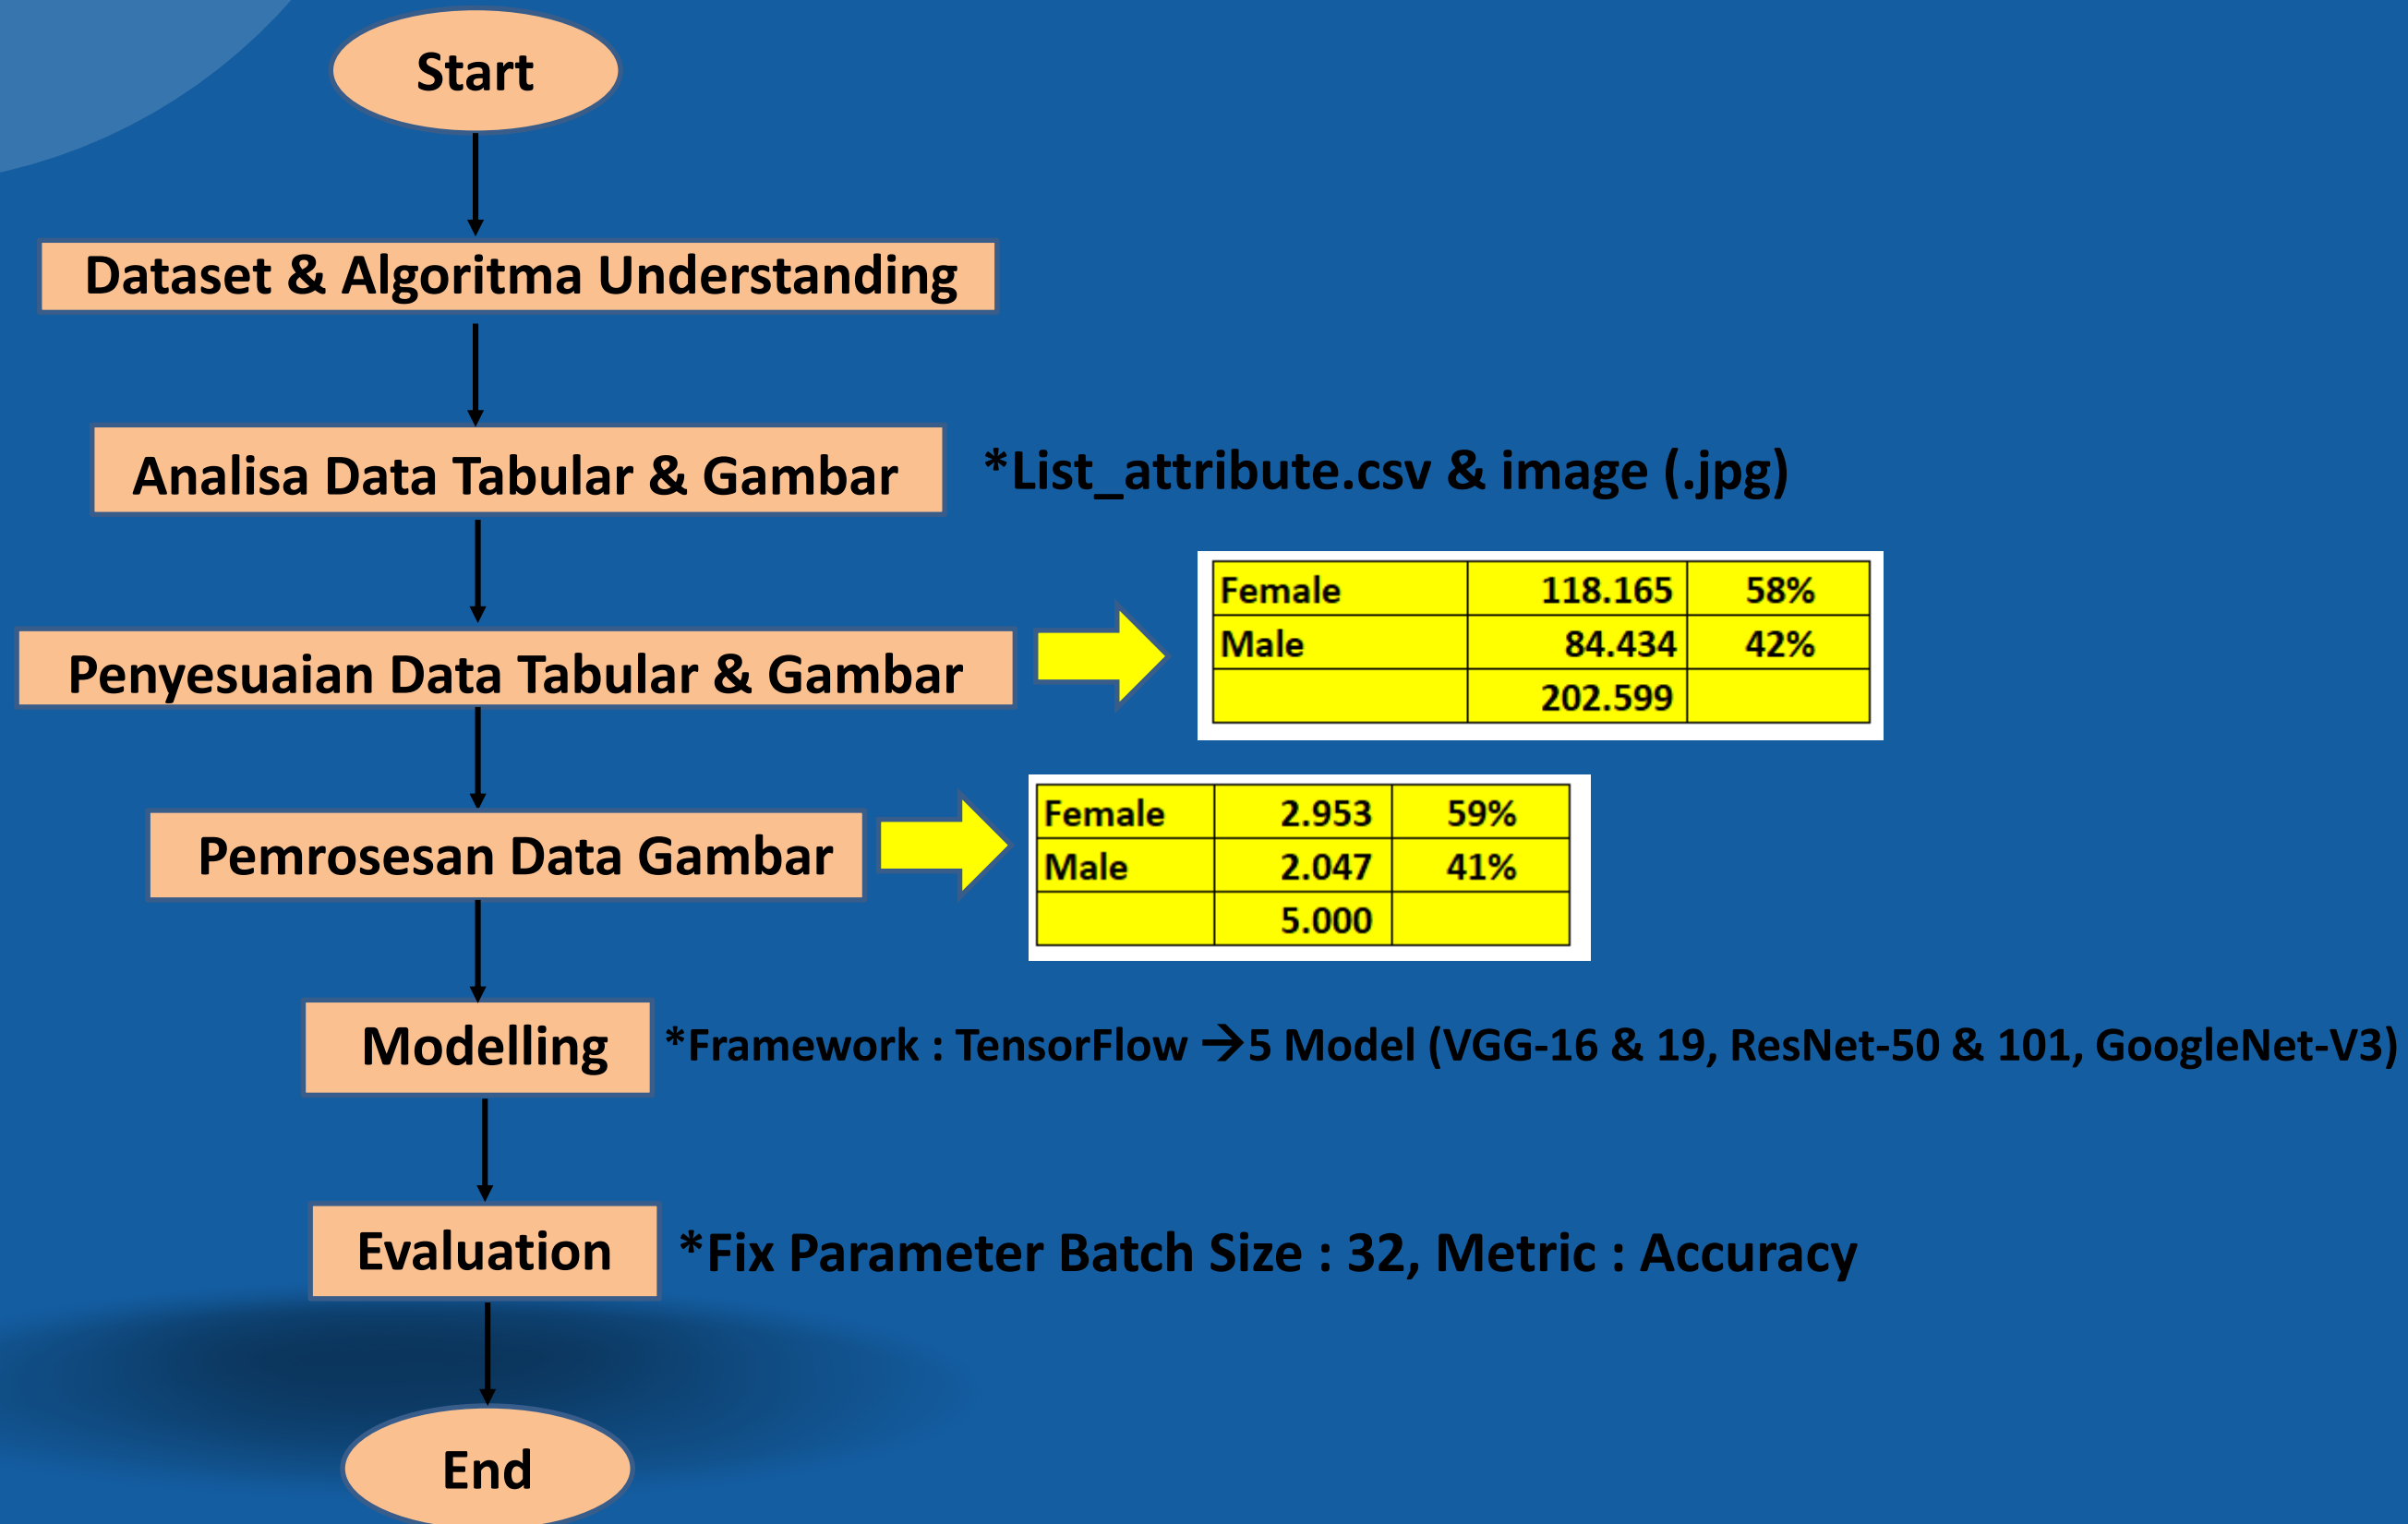 Start
Dataset & Algoritma Understanding
Analisa Data Tabular & Gambar
*List_attribute.csv & image (.jpg)
Penyesuaian Data Tabular & Gambar
Female 118.165 58%
Male 84.434 42%
202.599
Pemrosesan Data Gambar
Female 2.953 59%
Male 2.047 41%
5.000
Modelling
*Framework : TensorFlow →5 Model (VGG-16 & 19, ResNet-50 & 101, GoogleNet-V3)
Evaluation
*Fix Parameter Batch Size : 32, Metric : Accuracy
End